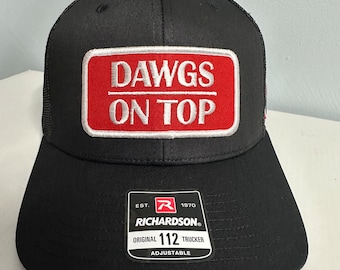 DAWGS
ON TOP
EST. R 1970
RICHARDSON®
ORIGINAL 112 TRUCKER
ADJUSTABLE